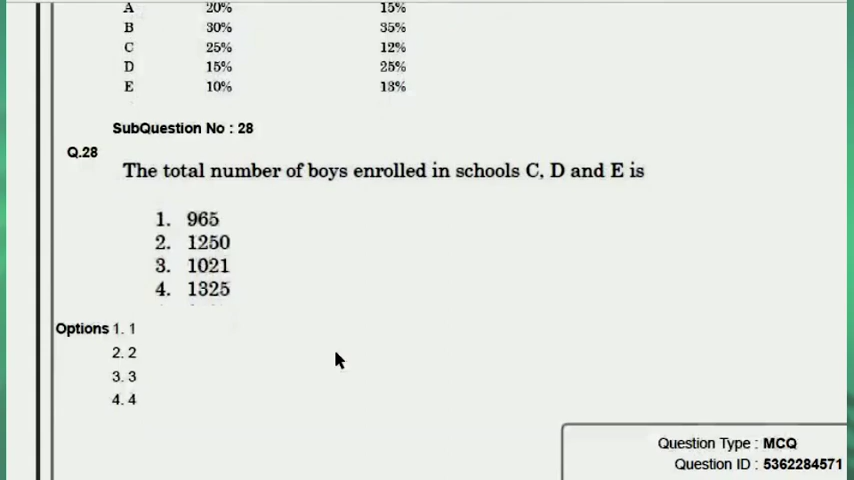 A 20% 15%
B 30% 35%
C 25% 12%
D 15% 25%
E 10% 13%
SubQuestion No : 28
Q.28
The total number of boys enrolled in schools C, D and E is
1. 965
2. 1250
3. 1021
4. 1325
Options 1. 1
2. 2
3. 3
4. 4
Question Type : MCQ
Question ID : 5362284571